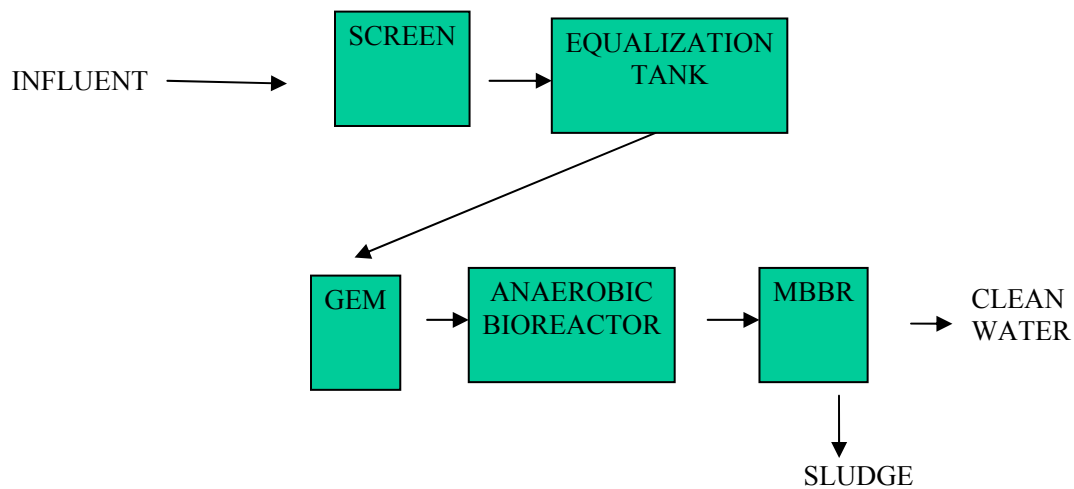 SCREEN
EQUALIZATION
TANK
INFLUENT
GEM
ANAEROBIC
BIOREACTOR
MBBR
CLEAN
WATER
SLUDGE